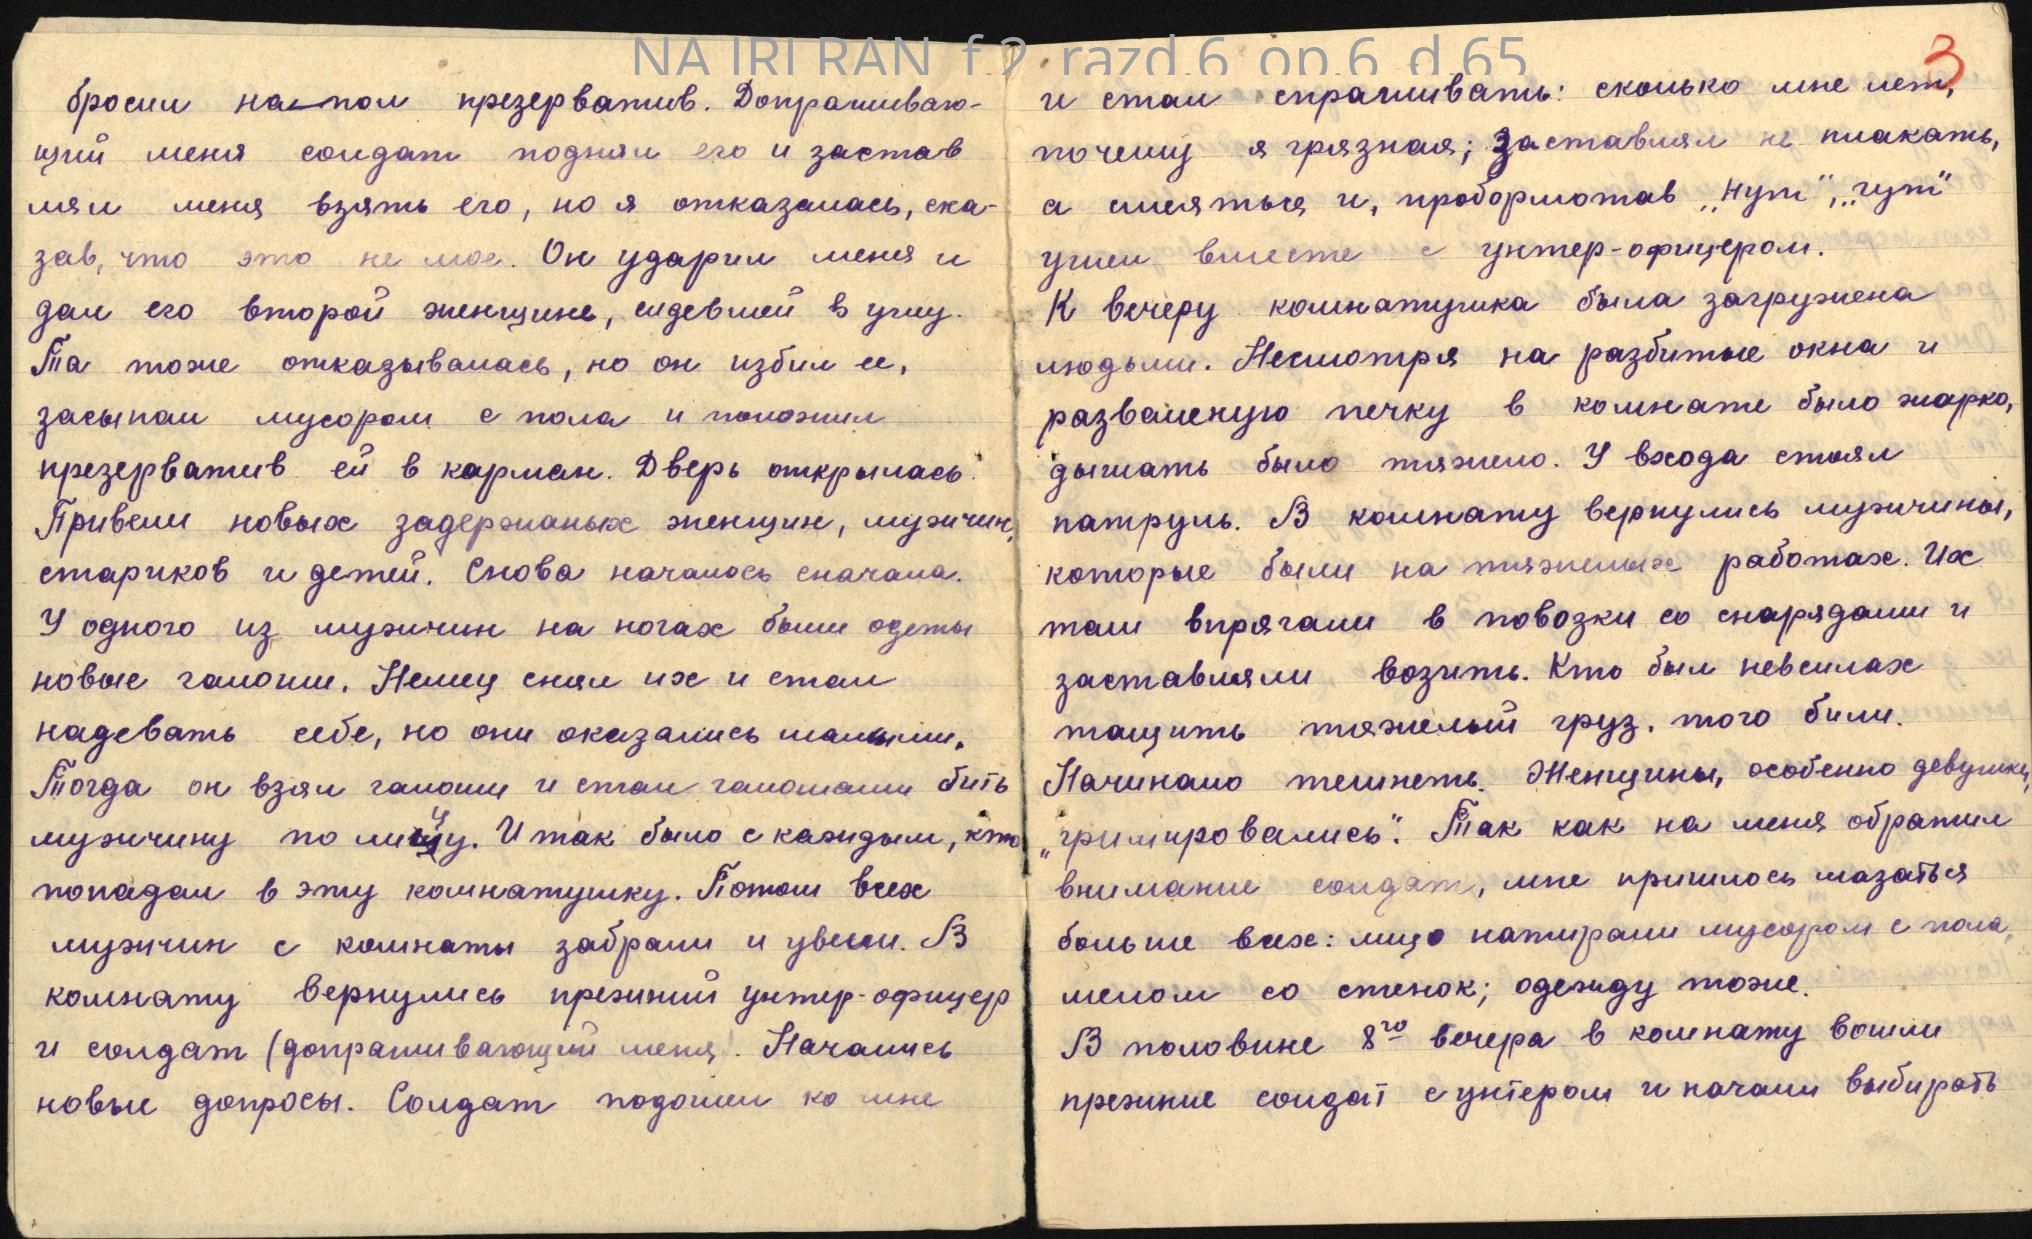 NA IRI RAN f.2 razd.6 op.6 d.65
бросил на пол презерватив. Допрашиваю-
щий меня солдат поднял его и застав
лял меня взять его, но я отказалась, ска-
зав, что это не мое. Он ударил меня и
дал его второй женщине, сидевшей в углу.
Та тоже отказывалась, но он избил ее,
засыпал мусором с пола и положил
презерватив ей в карман. Дверь открылась.
Привели новых задержаных женщин, мужчин,
стариков и детей. Снова началось сначала.
У одного из мужчин на ногах были одеты
новые галоши. Немец снял их и стал
надевать себе, но они оказались малыми.
Тогда он взял галоши и стал галошами бить
мужчину по лицу. И так было с каждым, кто
попадал в эту комнатушку. Потом всех
мужчин с комнаты забрали и увели. В
комнату вернулись прежний унтер-офицер
и солдат (допрашивающий меня). Начались
новые допросы. Солдат подошел ко мне
3
и стал спрашивать: сколько мне лет,
почему я грязная; заставлял не плакать,
а смеяться и, пробормотав „нут", „гут"
ушел вместе с унтер-офицером.
К вечеру комнатушка была загружена
людьми. Несмотря на разбитые окна и
разваленую печку в комнате было жарко,
дышать было тяжело. У входа стоял
патруль. В комнату вернулись мужчины,
которые были на тяжелых работах. Их
там впрягали в повозки со снарядами и
заставляли возить. Кто был невсилах
тащить тяжелый груз, того били.
Начинало темнеть. Женщины, особенно девушки,
„гримировались". Так как на меня обратил
внимание солдат, мне пришлось мазаться
больше всех: лицо натирали мусором с пола,
мелом со стенок; одежду тоже.
В половине 8го вечера в комнату вошли
прежние солдат с унтером и начали выбирать